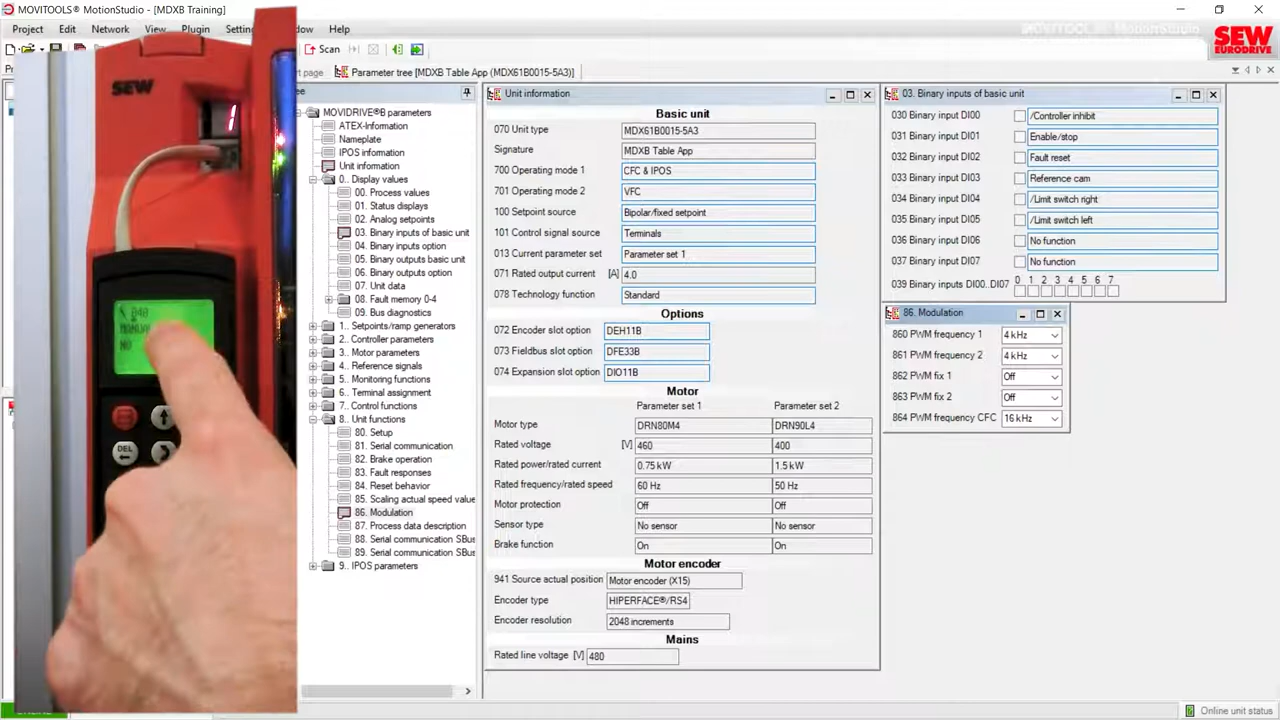 MOVITOOLS® MotionStudio - [MDXB Training]
Project Edit Network View Plugin
Help
MOVITOOLS® MotionStudio
SEW
EURODRIVE
Scan
Parameter tree [MDXB Table App (MDX61B0015-5A3)]
SEW
1
840
DEL
MOVIDRIVE®B parameters
ATEX-Information
Nameplate
IPOS information
Unit information
0.. Display values
00. Process values
01. Status displays
02. Analog setpoints
03. Binary inputs of basic unit
04. Binary inputs option
05. Binary outputs basic unit
06. Binary outputs option
07. Unit data
08. Fault memory 0-4
09. Bus diagnostics
1.. Setpoints/ramp generators
2.. Controller parameters
3.. Motor parameters
4.. Reference signals
5.. Monitoring functions
6.. Terminal assignment
7.. Control functions
8.. Unit functions
80. Setup
81. Serial communication
82. Brake operation
83. Fault responses
84. Reset behavior
85. Scaling actual speed value
86. Modulation
87. Process data description
88. Serial communication SBus
89. Serial communication SBus
9.. IPOS parameters
Unit information
Basic unit
070 Unit type MDX61B0015-5A3
Signature MDXB Table App
700 Operating mode 1 CFC & IPOS
701 Operating mode 2 VFC
100 Setpoint source Bipolar/fixed setpoint
101 Control signal source Terminals
013 Current parameter set Parameter set 1
071 Rated output current [A] 4.0
078 Technology function Standard
Options
072 Encoder slot option DEH11B
073 Fieldbus slot option DFE33B
074 Expansion slot option DIO11B
Motor
Parameter set 1 Parameter set 2
Motor type DRN80M4 DRN90L4
Rated voltage [V] 460 400
Rated power/rated current 0.75 kW 1.5 kW
Rated frequency/rated speed 60 Hz 50 Hz
Motor protection Off Off
Sensor type No sensor No sensor
Brake function On On
Motor encoder
941 Source actual position Motor encoder (X15)
Encoder type HIPERFACE®/RS4
Encoder resolution 2048 increments
Mains
Rated line voltage [V] 480
03. Binary inputs of basic unit
030 Binary input DI00 /Controller inhibit
031 Binary input DI01 Enable/stop
032 Binary input DI02 Fault reset
033 Binary input DI03 Reference cam
034 Binary input DI04 /Limit switch right
035 Binary input DI05 /Limit switch left
036 Binary input DI06 No function
037 Binary input DI07 No function
039 Binary inputs DI00..DI07 0 1 2 3 4 5 6 7
86. Modulation
860 PWM frequency 1 4 kHz
861 PWM frequency 2 4 kHz
862 PWM fix 1 Off
863 PWM fix 2 Off
864 PWM frequency CFC 16 kHz
Online unit status